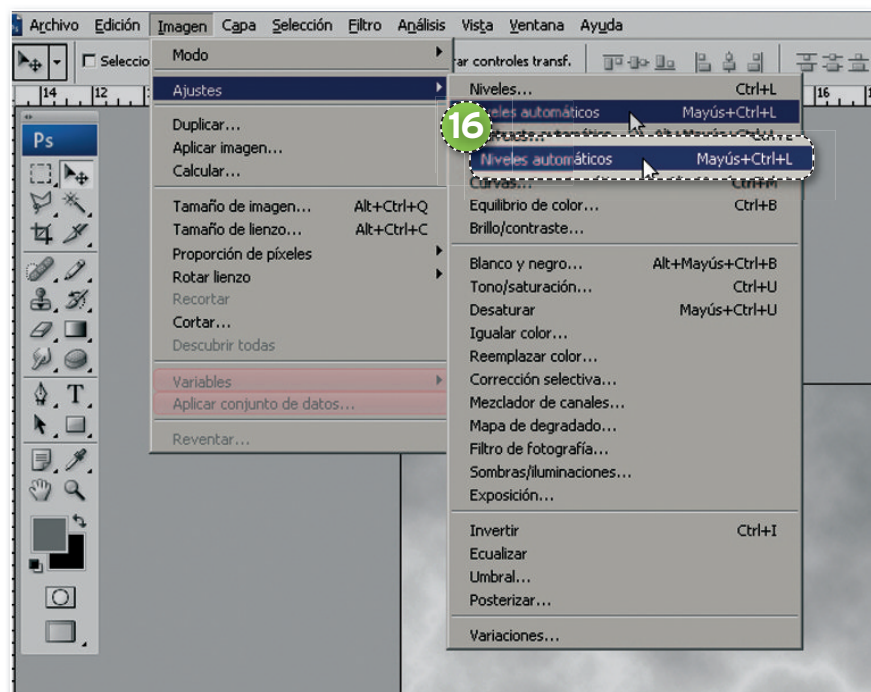 Archivo Edición Imagen Capa Selección Filtro Análisis Vista Ventana Ayuda
Seleccio
rar controles transf.
14 12
16
Ps
Modo
Ajustes
Duplicar...
Aplicar imagen...
Calcular...
Tamaño de imagen... Alt+Ctrl+Q
Tamaño de lienzo... Alt+Ctrl+C
Proporción de píxeles
Rotar lienzo
Recortar
Cortar...
Descubrir todas
Variables
Aplicar conjunto de datos...
Reventar...
Niveles... Ctrl+L
automáticos Mayús+Ctrl+L
16
Niveles automáticos Mayús+Ctrl+L
Curvas... Ctrl+M
Equilibrio de color... Ctrl+B
Brillo/contraste...
Blanco y negro... Alt+Mayús+Ctrl+B
Tono/saturación... Ctrl+U
Desaturar Mayús+Ctrl+U
Igualar color...
Reemplazar color...
Corrección selectiva...
Mezclador de canales...
Mapa de degradado...
Filtro de fotografía...
Sombras/iluminaciones...
Exposición...
Invertir Ctrl+I
Ecualizar
Umbral...
Posterizar...
Variaciones...
T